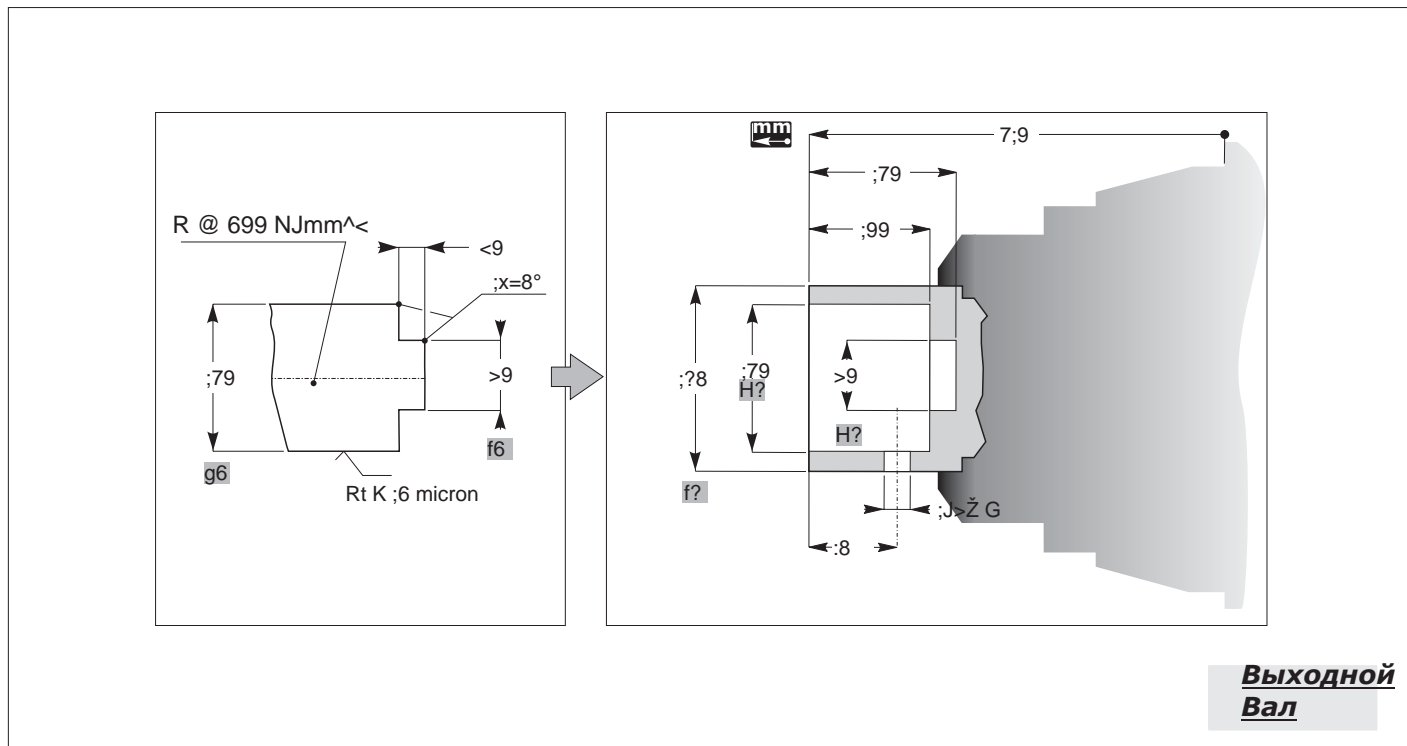 mm
7;9
;79
;99
R @ 699 NJmm^<
<9
;x=8°
;79
g6
>9
f6
Rt K ;6 micron
;?8
f?
;79
H?
>9
H?
;J>Ž G
:8
Выходной
Вал